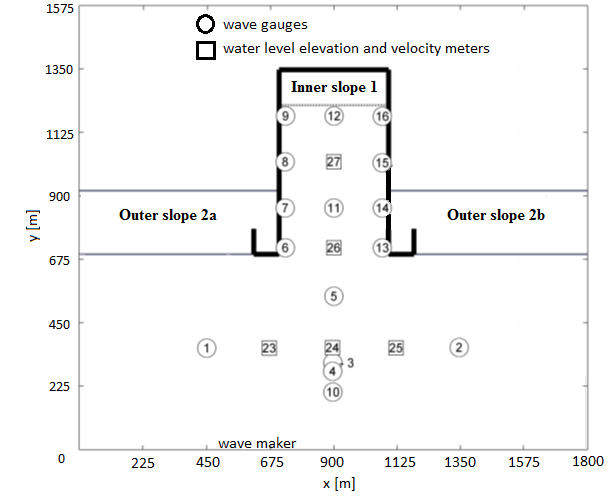 1575
wave gauges
water level elevation and velocity meters
1350
Inner slope 1
9 12 16
1125
8 27 15
900
7 11 14
Outer slope 2a
Outer slope 2b
6 26 13
675
5
450
1 23 24 25 2
3
4
225
10
wave maker
0
225 450 675 900 1125 1350 1575 1800
x [m]
y [m]